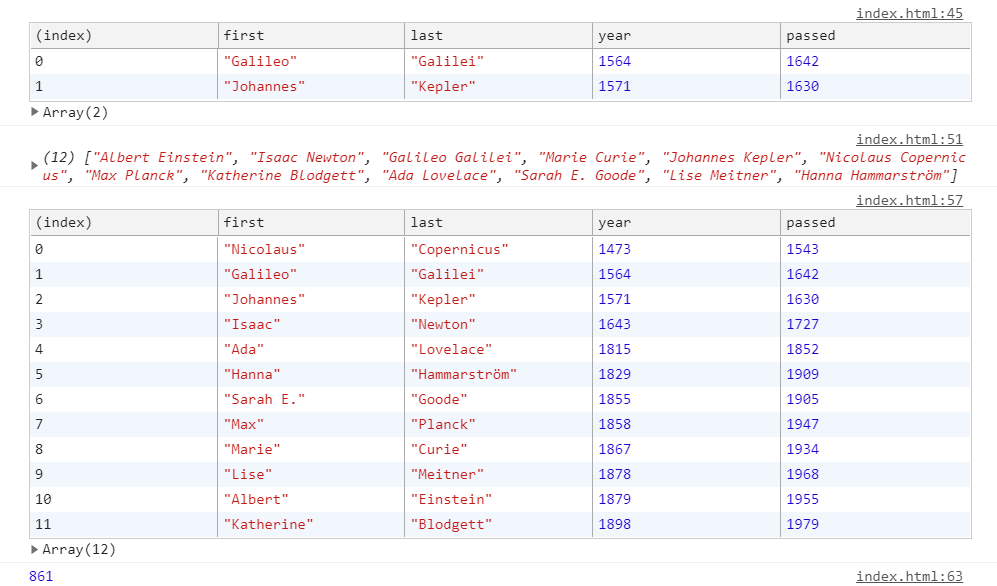 index.html:45
(index) first last year passed
0 "Galileo" "Galilei" 1564 1642
1 "Johannes" "Kepler" 1571 1630
Array(2)
index.html:51
(12) ["Albert Einstein", "Isaac Newton", "Galileo Galilei", "Marie Curie", "Johannes Kepler", "Nicolaus Copernic
us", "Max Planck", "Katherine Blodgett", "Ada Lovelace", "Sarah E. Goode", "Lise Meitner", "Hanna Hammarström"]
index.html:57
(index) first last year passed
0 "Nicolaus" "Copernicus" 1473 1543
1 "Galileo" "Galilei" 1564 1642
2 "Johannes" "Kepler" 1571 1630
3 "Isaac" "Newton" 1643 1727
4 "Ada" "Lovelace" 1815 1852
5 "Hanna" "Hammarström" 1829 1909
6 "Sarah E." "Goode" 1855 1905
7 "Max" "Planck" 1858 1947
8 "Marie" "Curie" 1867 1934
9 "Lise" "Meitner" 1878 1968
10 "Albert" "Einstein" 1879 1955
11 "Katherine" "Blodgett" 1898 1979
Array(12)
861 index.html:63